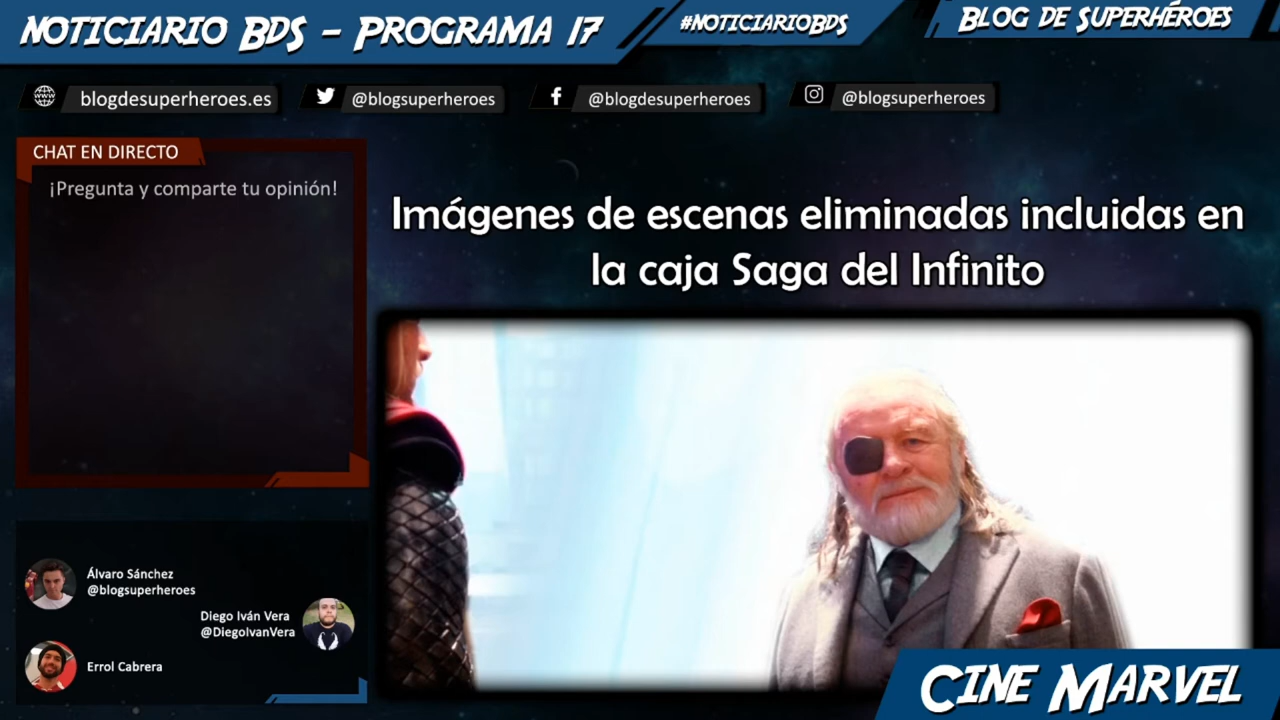 NOTICIARIO BDS - PROGRAMA 17
#NOTICIARIOBDS
BLOG DE SUPERHÉROES
www
blogdesuperheroes.es
@blogsuperheroes
@blogdesuperheroes
@blogsuperheroes
CHAT EN DIRECTO
¡Pregunta y comparte tu opinión!
Imágenes de escenas eliminadas incluidas en
la caja Saga del Infinito
Álvaro Sánchez
@blogsuperheroes
Diego Iván Vera
@DiegoIvanVera
Errol Cabrera
CINE MARVEL